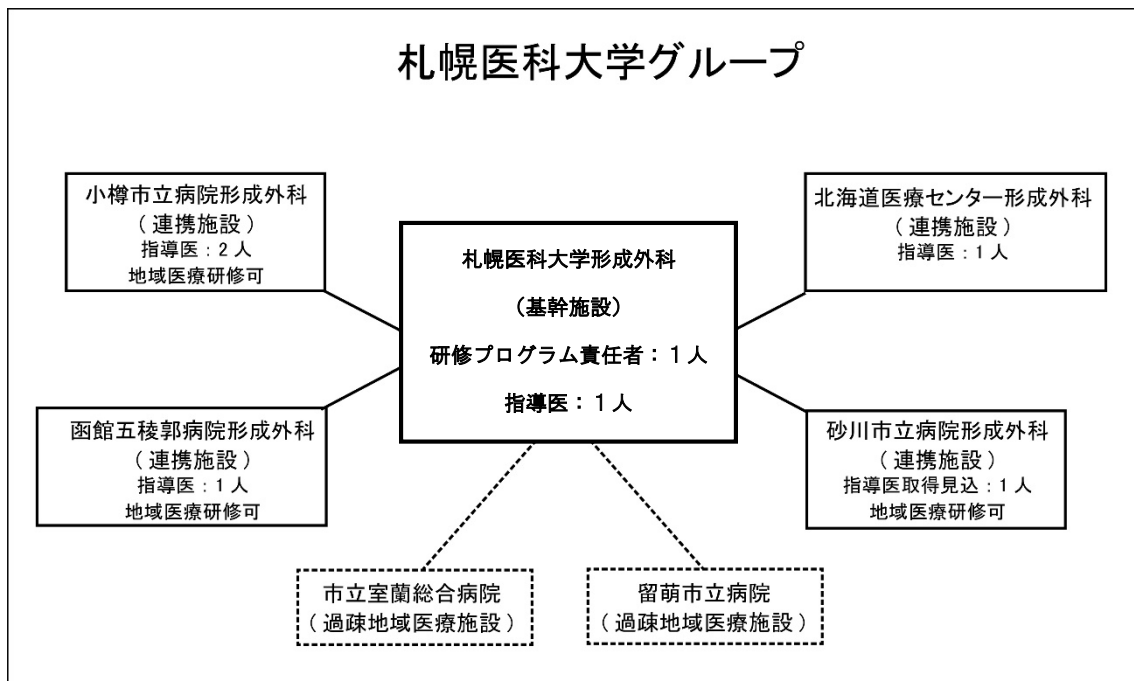 札幌医科大学グループ
小樽市立病院形成外科
（連携施設）
指導医：2人
地域医療研修可
北海道医療センター形成外科
（連携施設）
指導医：1人
札幌医科大学形成外科
（基幹施設）
研修プログラム責任者：１人
指導医：１人
函館五稜郭病院形成外科
（連携施設）
指導医：1人
地域医療研修可
砂川市立病院形成外科
（連携施設）
指導医取得見込：1人
地域医療研修可
市立室蘭総合病院
（過疎地域医療施設）
留萌市立病院
（過疎地域医療施設）